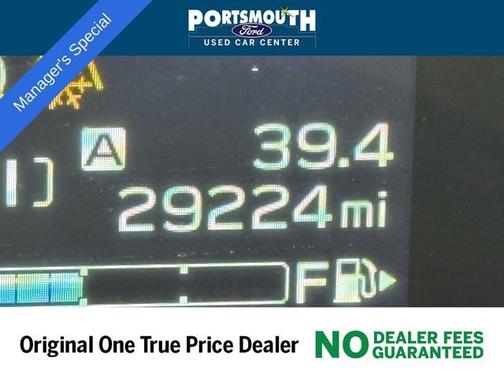 PORTSMOUTH
Ford
USED CAR CENTER
Manager's Special
A 39.4
29224 mi
F
Original One True Price Dealer
NO DEALER FEES
GUARANTEED